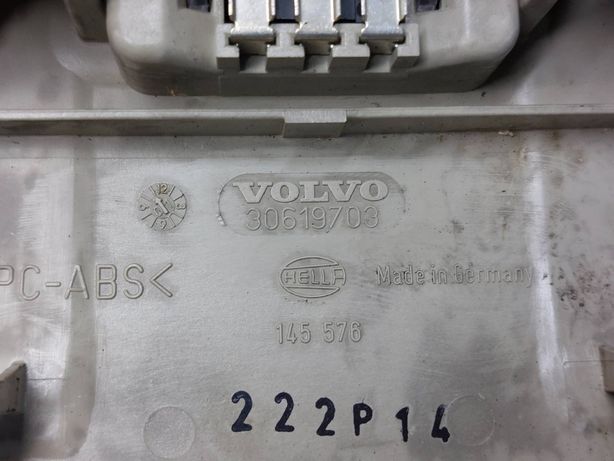 VOLVO
30619703
PC-ABS<
HELLA
Made in Germany
145 576
222P14